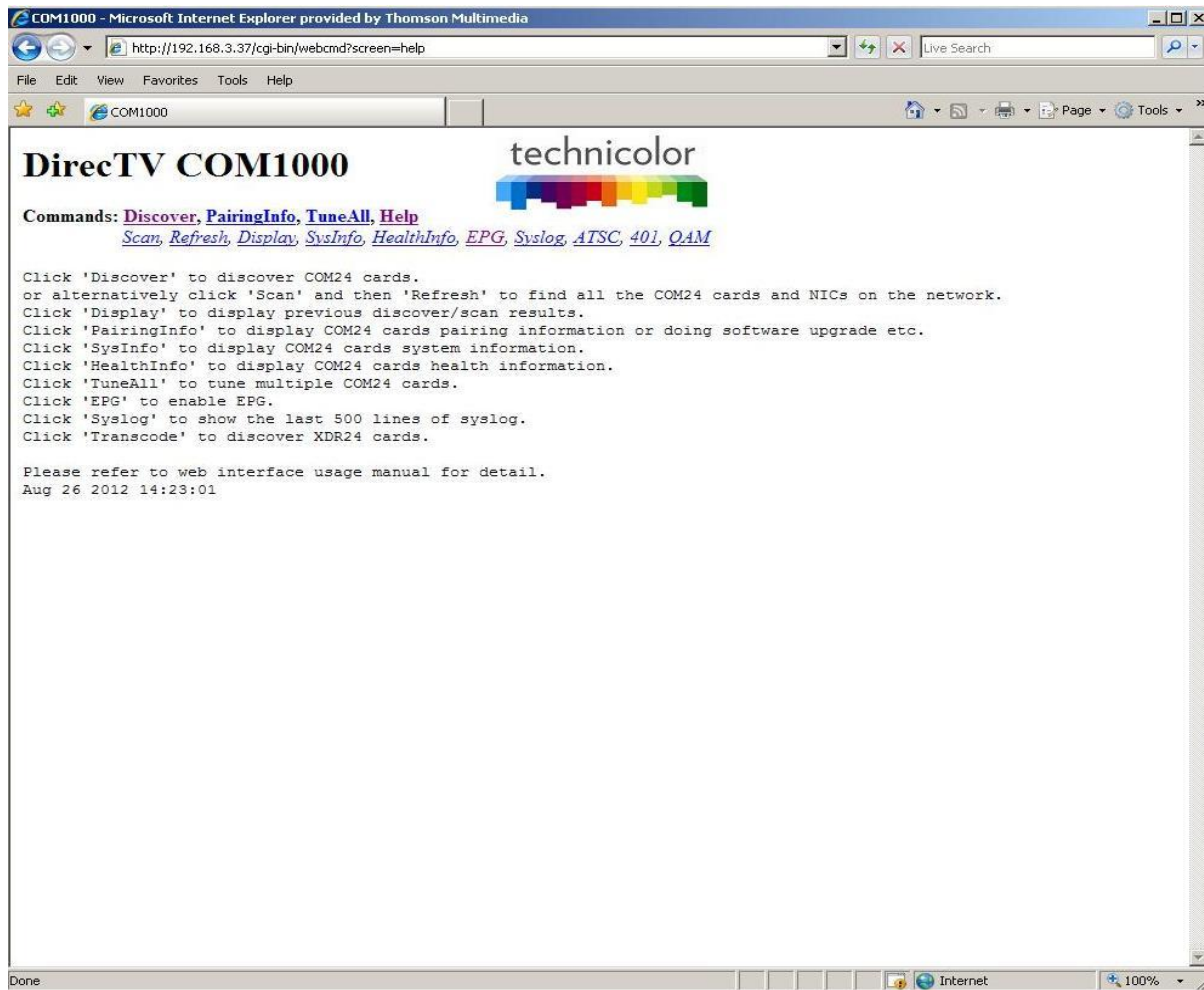 COM1000 - Microsoft Internet Explorer provided by Thomson Multimedia
http://192.168.3.37/cgi-bin/webcmd?screen=help
Live Search
File Edit View Favorites Tools Help
COM1000
Page Tools »
DirecTV COM1000
technicolor
Commands: Discover, PairingInfo, TuneAll, Help
Scan, Refresh, Display, SysInfo, HealthInfo, EPG, Syslog, ATSC, 401, QAM
Click 'Discover' to discover COM24 cards.
or alternatively click 'Scan' and then 'Refresh' to find all the COM24 cards and NICs on the network.
Click 'Display' to display previous discover/scan results.
Click 'PairingInfo' to display COM24 cards pairing information or doing software upgrade etc.
Click 'SysInfo' to display COM24 cards system information.
Click 'HealthInfo' to display COM24 cards health information.
Click 'TuneAll' to tune multiple COM24 cards.
Click 'EPG' to enable EPG.
Click 'Syslog' to show the last 500 lines of syslog.
Click 'Transcode' to discover XDR24 cards.
Please refer to web interface usage manual for detail.
Aug 26 2012 14:23:01
Done
Internet
100%